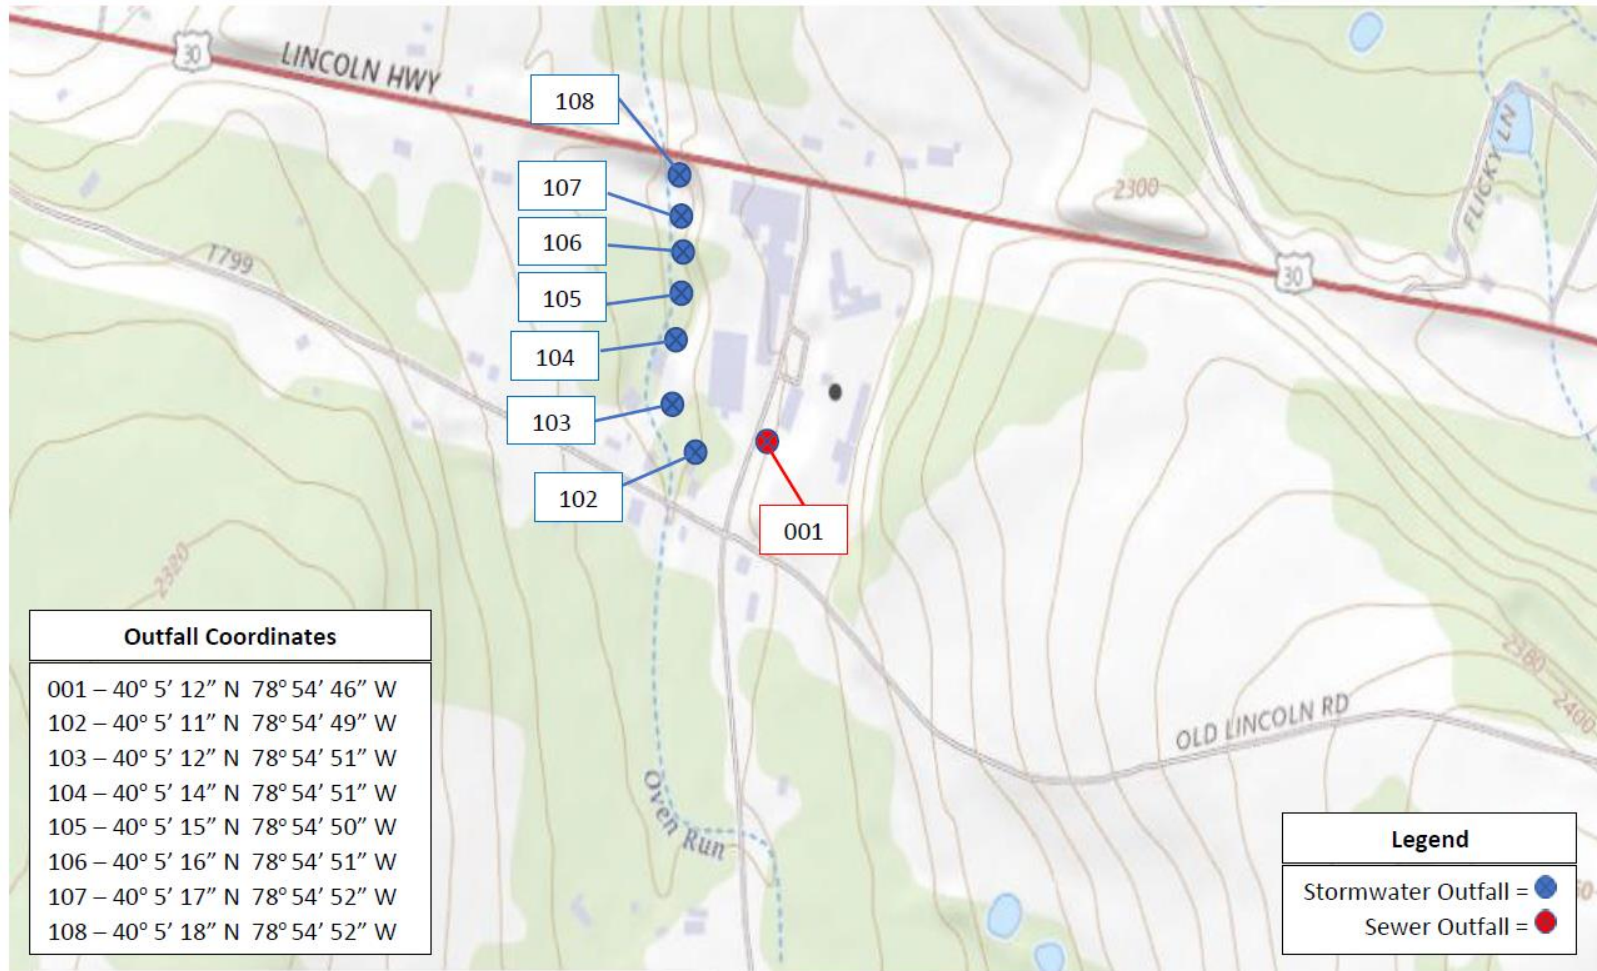 30
LINCOLN HWY
108
107
106
105
104
103
102
001
1799
2300
FLICKY LN
30
2320
OLD LINCOLN RD
2380
2400
Oven Run
Outfall Coordinates
001 – 40° 5’ 12” N 78° 54’ 46” W
102 – 40° 5’ 11” N 78° 54’ 49” W
103 – 40° 5’ 12” N 78° 54’ 51” W
104 – 40° 5’ 14” N 78° 54’ 51” W
105 – 40° 5’ 15” N 78° 54’ 50” W
106 – 40° 5’ 16” N 78° 54’ 51” W
107 – 40° 5’ 17” N 78° 54’ 52” W
108 – 40° 5’ 18” N 78° 54’ 52” W
Legend
Stormwater Outfall =
Sewer Outfall =